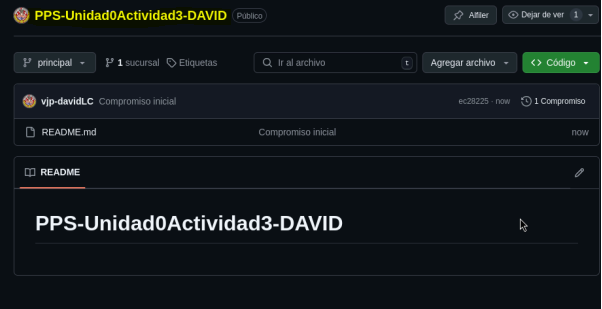 PPS-Unidad0Actividad3-DAVID Público Alfiler Dejar de ver 1
principal 1 sucursal Etiquetas Ir al archivo t Agregar archivo Código
vjp-davidLC Compromiso inicial ec28225 · now 1 Compromiso
README.md Compromiso inicial now
README
PPS-Unidad0Actividad3-DAVID